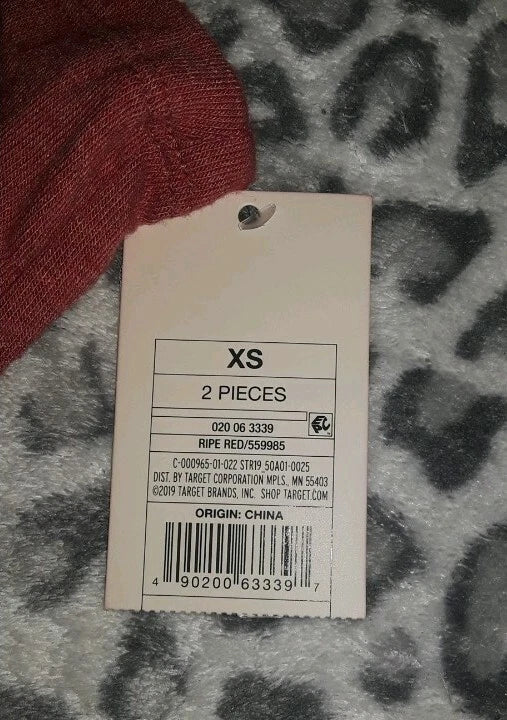 XS
2 PIECES
020 06 3339
RIPE RED/559985
C-000965-01-022 STR19_50A01-0025
DIST. BY TARGET CORPORATION MPLS., MN 55403
©2019 TARGET BRANDS, INC. SHOP TARGET.COM
ORIGIN: CHINA
4 90200 63339 7